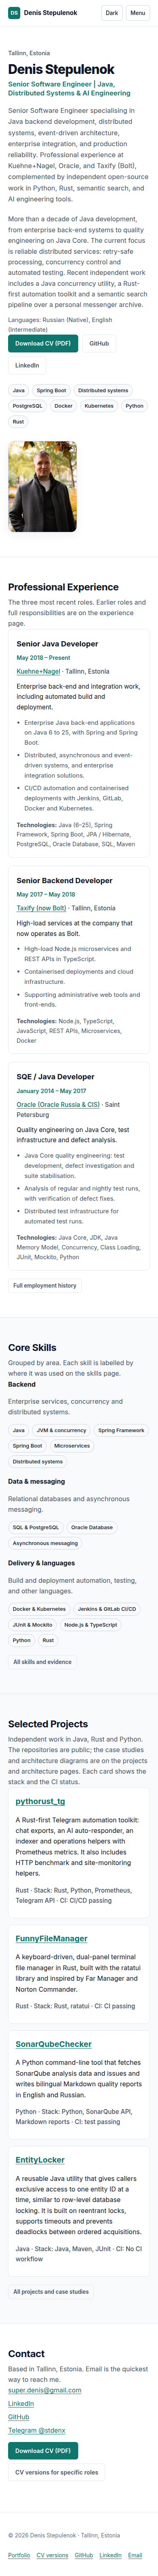 DS Denis Stepulenok Dark Menu
Tallinn, Estonia
Denis Stepulenok
Senior Software Engineer | Java,
Distributed Systems & AI Engineering
Senior Software Engineer specialising in
Java backend development, distributed
systems, event-driven architecture,
enterprise integration, and production
reliability. Professional experience at
Kuehne+Nagel, Oracle, and Taxify (Bolt),
complemented by independent open-source
work in Python, Rust, semantic search, and
AI engineering tools.
More than a decade of Java development,
from enterprise back-end systems to quality
engineering on Java Core. The current focus
is reliable distributed services: retry-safe
processing, correct concurrency and
automated testing. Recent independent work
includes a Java concurrency utility, a Rust-
first automation toolkit and a semantic search
pipeline over a personal messenger archive.
Languages: Russian (Native), English
(Intermediate)
Download CV (PDF) GitHub
LinkedIn
Java Spring Boot Distributed systems
PostgreSQL Docker Kubernetes Python
Rust
Professional Experience
The three most recent roles. Earlier roles and
full responsibilities are on the experience
page.
Senior Java Developer
May 2018 – Present
Kuehne+Nagel · Tallinn, Estonia
Enterprise back-end and integration work,
including automated build and
deployment.
• Enterprise Java back-end applications
on Java 6 to 25, with Spring and Spring
Boot.
• Distributed, asynchronous and event-
driven systems, and enterprise
integration solutions.
• CI/CD automation and containerised
deployments with Jenkins, GitLab,
Docker and Kubernetes.
Technologies: Java (6–25), Spring
Framework, Spring Boot, JPA / Hibernate,
PostgreSQL, Oracle Database, SQL, Maven
Senior Backend Developer
May 2017 – May 2018
Taxify (now Bolt) · Tallinn, Estonia
High-load services at the company that
now operates as Bolt.
• High-load Node.js microservices and
REST APIs in TypeScript.
• Containerised deployments and cloud
infrastructure.
• Supporting administrative web tools and
front-ends.
Technologies: Node.js, TypeScript,
JavaScript, REST APIs, Microservices,
Docker
SQE / Java Developer
January 2014 – May 2017
Oracle (Oracle Russia & CIS) · Saint
Petersburg
Quality engineering on Java Core, test
infrastructure and defect analysis.
• Java Core quality engineering: test
development, defect investigation and
suite stabilisation.
• Analysis of regular and nightly test runs,
with verification of defect fixes.
• Distributed test infrastructure for
automated test runs.
Technologies: Java Core, JDK, Java
Memory Model, Concurrency, Class Loading,
JUnit, Mockito, Python
Full employment history
Core Skills
Grouped by area. Each skill is labelled by
where it was used on the skills page.
Backend
Enterprise services, concurrency and
distributed systems.
Java JVM & concurrency Spring Framework
Spring Boot Microservices
Distributed systems
Data & messaging
Relational databases and asynchronous
messaging.
SQL & PostgreSQL Oracle Database
Asynchronous messaging
Delivery & languages
Build and deployment automation, testing,
and other languages.
Docker & Kubernetes Jenkins & GitLab CI/CD
JUnit & Mockito Node.js & TypeScript
Python Rust
All skills and evidence
Selected Projects
Independent work in Java, Rust and Python.
The repositories are public; the case studies
and architecture diagrams are on the projects
and architecture pages. Each card shows the
stack and the CI status.
pythorust_tg
A Rust-first Telegram automation toolkit:
chat exports, an AI auto-responder, an
indexer and operations helpers with
Prometheus metrics. It also includes
HTTP benchmark and site-monitoring
helpers.
Rust · Stack: Rust, Python, Prometheus,
Telegram API · CI: CI/CD passing
FunnyFileManager
A keyboard-driven, dual-panel terminal
file manager in Rust, built with the ratatui
library and inspired by Far Manager and
Norton Commander.
Rust · Stack: Rust, ratatui · CI: CI passing
SonarQubeChecker
A Python command-line tool that fetches
SonarQube analysis data and issues and
writes bilingual Markdown quality reports
in English and Russian.
Python · Stack: Python, SonarQube API,
Markdown reports · CI: test passing
EntityLocker
A reusable Java utility that gives callers
exclusive access to one entity ID at a
time, similar to row-level database
locking. It is built on reentrant locks,
supports timeouts and prevents
deadlocks between ordered acquisitions.
Java · Stack: Java, Maven, JUnit · CI: No CI
workflow
All projects and case studies
Contact
Based in Tallinn, Estonia. Email is the quickest
way to reach me.
super.denis@gmail.com
LinkedIn
GitHub
Telegram @stdenx
Download CV (PDF)
CV versions for specific roles
© 2026 Denis Stepulenok · Tallinn, Estonia
Portfolio CV versions GitHub LinkedIn Email